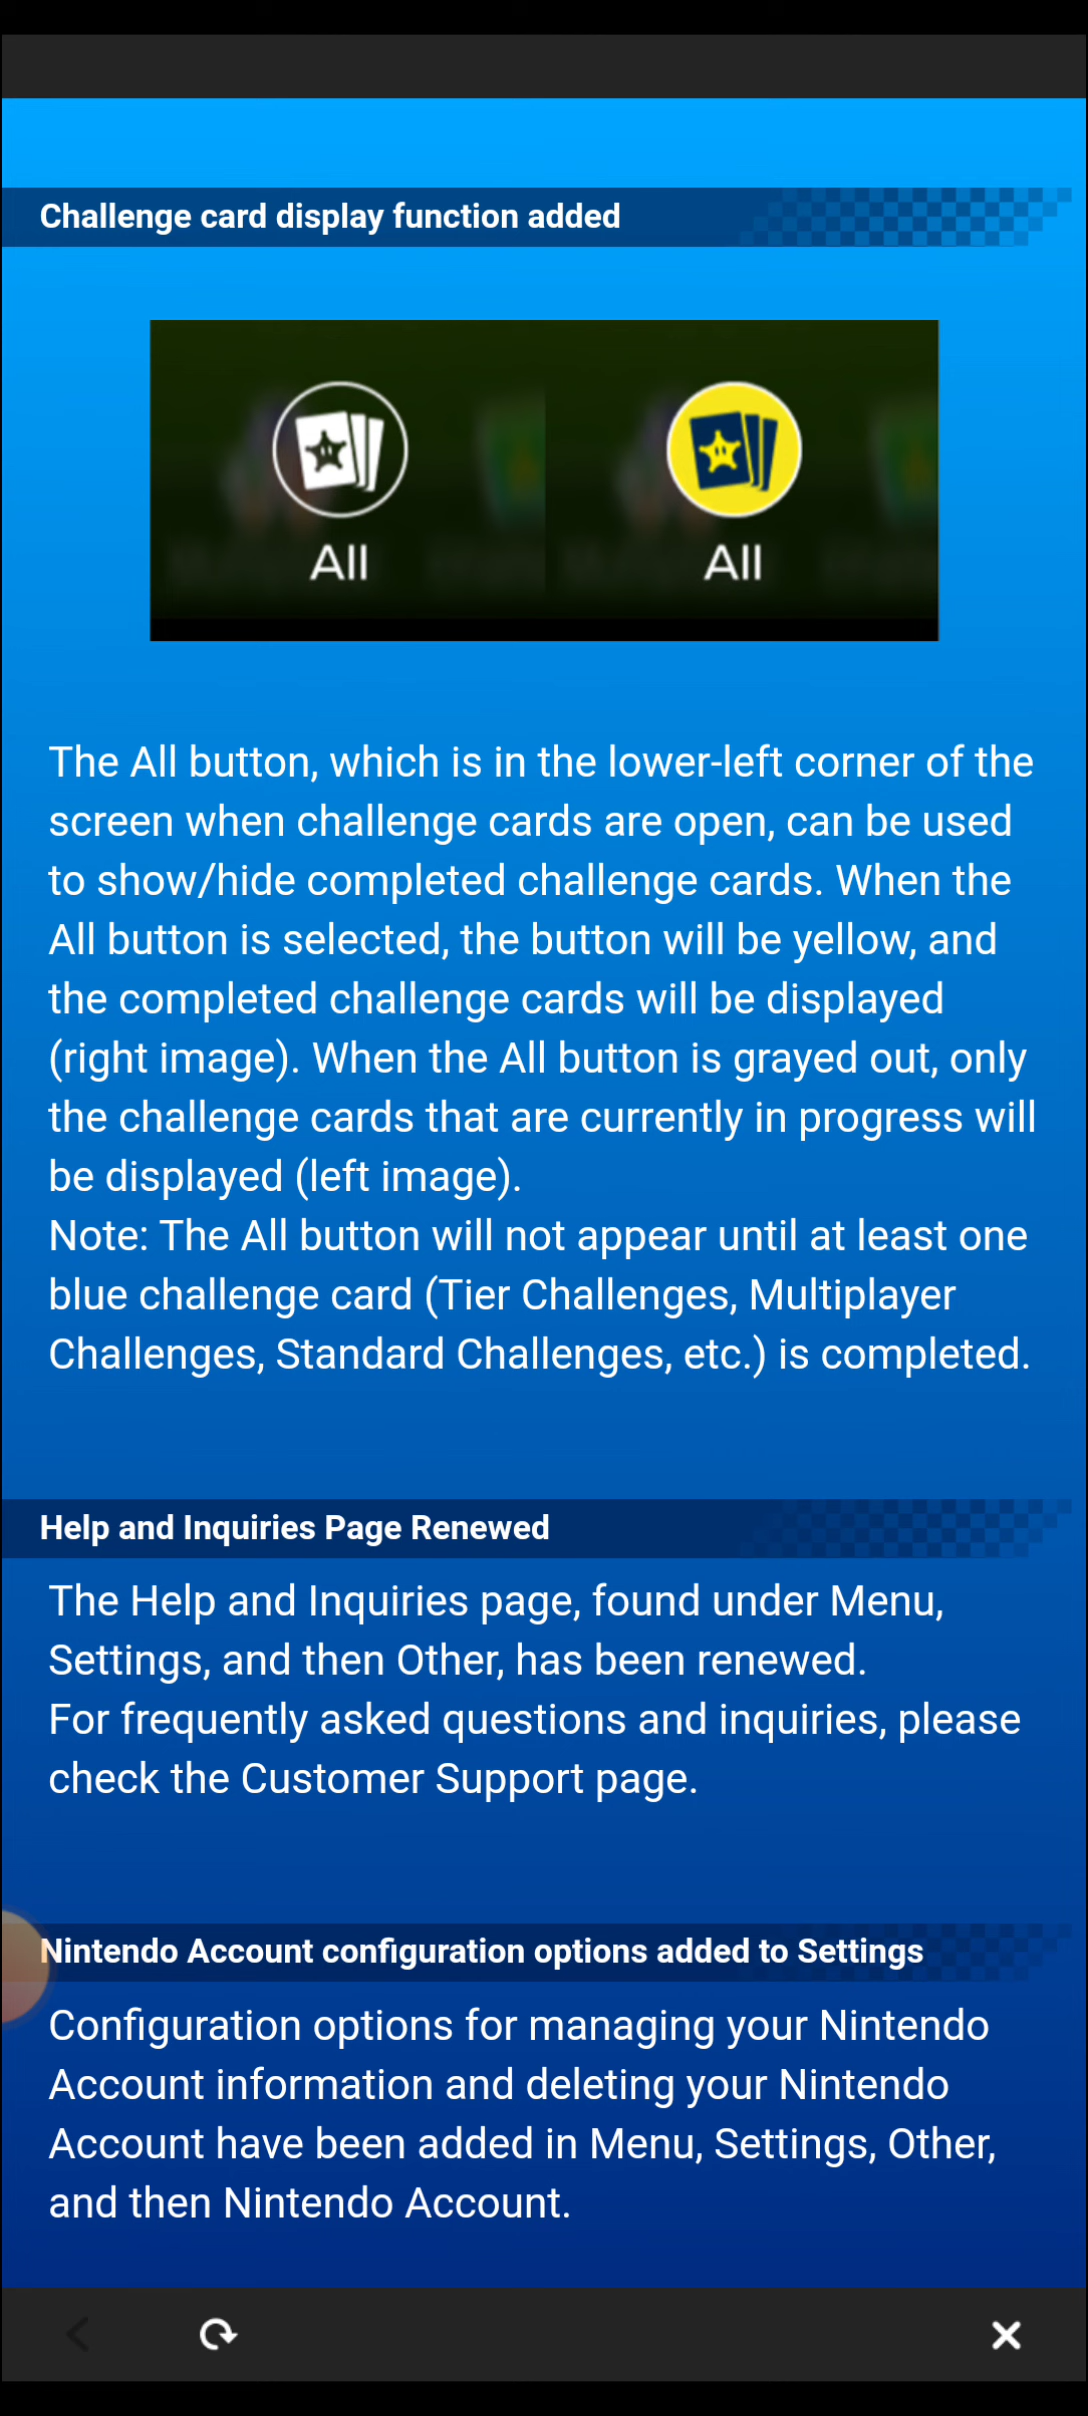 Challenge card display function added
All All
The All button, which is in the lower-left corner of the
screen when challenge cards are open, can be used
to show/hide completed challenge cards. When the
All button is selected, the button will be yellow, and
the completed challenge cards will be displayed
(right image). When the All button is grayed out, only
the challenge cards that are currently in progress will
be displayed (left image).
Note: The All button will not appear until at least one
blue challenge card (Tier Challenges, Multiplayer
Challenges, Standard Challenges, etc.) is completed.
Help and Inquiries Page Renewed
The Help and Inquiries page, found under Menu,
Settings, and then Other, has been renewed.
For frequently asked questions and inquiries, please
check the Customer Support page.
Nintendo Account configuration options added to Settings
Configuration options for managing your Nintendo
Account information and deleting your Nintendo
Account have been added in Menu, Settings, Other,
and then Nintendo Account.